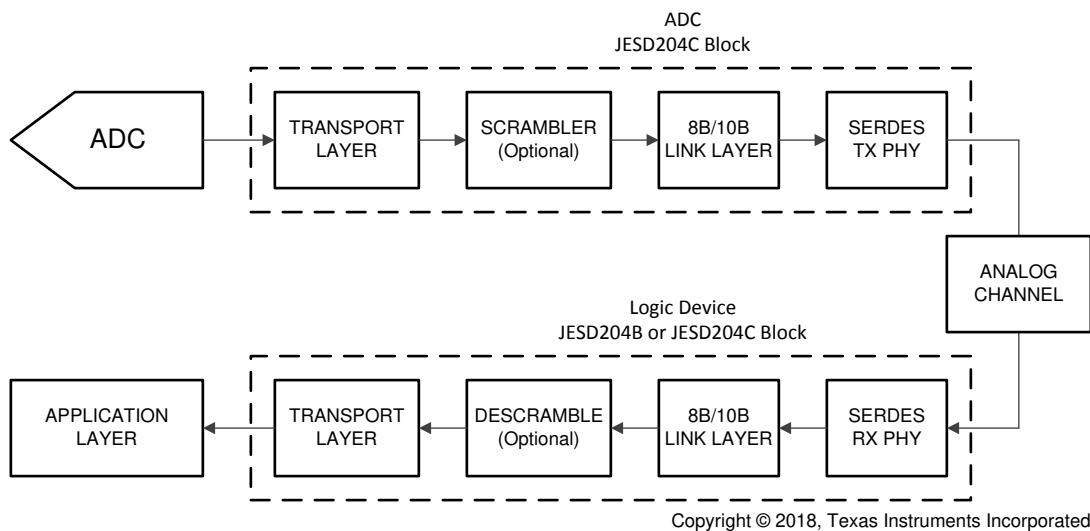 ADC
JESD204C Block
ADC
TRANSPORT
LAYER
SCRAMBLER
(Optional)
8B/10B
LINK LAYER
SERDES
TX PHY
ANALOG
CHANNEL
Logic Device
JESD204B or JESD204C Block
APPLICATION
LAYER
TRANSPORT
LAYER
DESCRAMBLE
(Optional)
8B/10B
LINK LAYER
SERDES
RX PHY
Copyright © 2018, Texas Instruments Incorporated